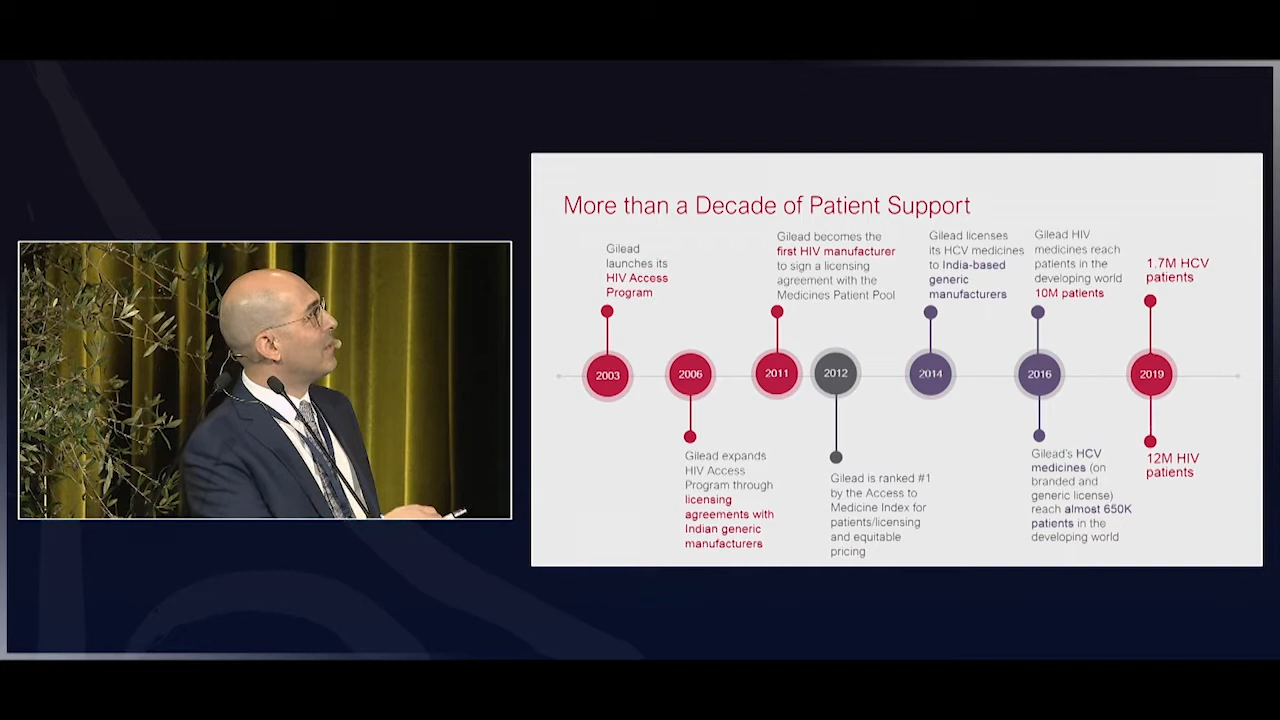 More than a Decade of Patient Support
Gilead
launches its
HIV Access
Program
Gilead becomes the
first HIV manufacturer
to sign a licensing
agreement with the
Medicines Patient Pool
Gilead licenses
its HCV medicines
to India-based
generic
manufacturers
Gilead HIV
medicines reach
patients in the
developing world
10M patients
1.7M HCV
patients
2003
2006
2011
2012
2014
2016
2019
Gilead expands
HIV Access
Program through
licensing
agreements with
Indian generic
manufacturers
Gilead is ranked #1
by the Access to
Medicine Index for
patients/licensing
and equitable
pricing
Gilead's HCV
medicines (on
branded and
generic license)
reach almost 650K
patients in the
developing world
12M HIV
patients